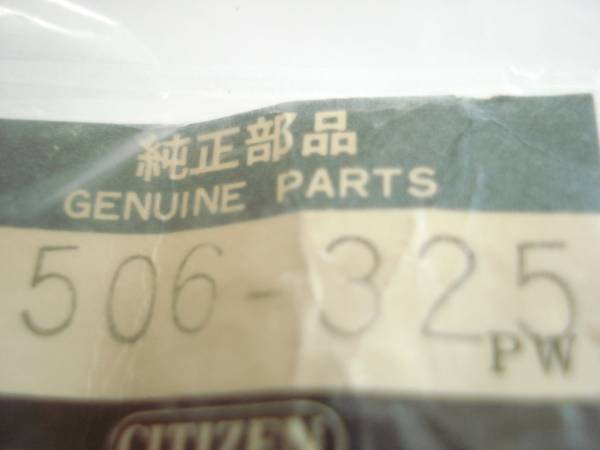 純正部品
GENUINE PARTS
506-325
PW
CITIZEN